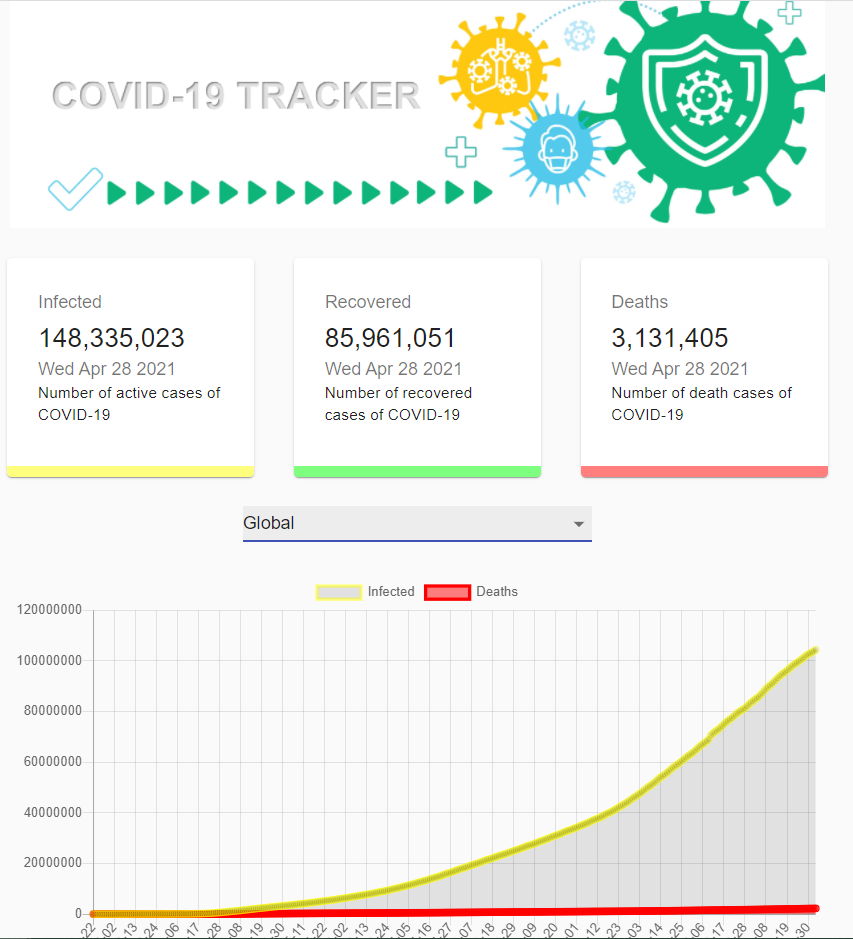 COVID-19 TRACKER
Infected
148,335,023
Wed Apr 28 2021
Number of active cases of
COVID-19
Recovered
85,961,051
Wed Apr 28 2021
Number of recovered
cases of COVID-19
Deaths
3,131,405
Wed Apr 28 2021
Number of death cases of
COVID-19
Global
Infected Deaths
120000000
100000000
80000000
60000000
40000000
20000000
0
22 02 13 24 06 17 28 08 19 30 11 22 02 13 24 05 16 27 07 18 29 09 20 01 12 23 03 14 25 06 17 28 08 19 30